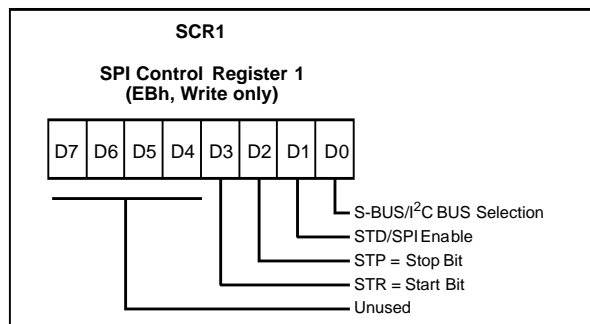 SCR1
SPI Control Register 1
(EBh, Write only)
D7 D6 D5 D4 D3 D2 D1 D0
S-BUS/I²C BUS Selection
STD/SPI Enable
STP = Stop Bit
STR = Start Bit
Unused